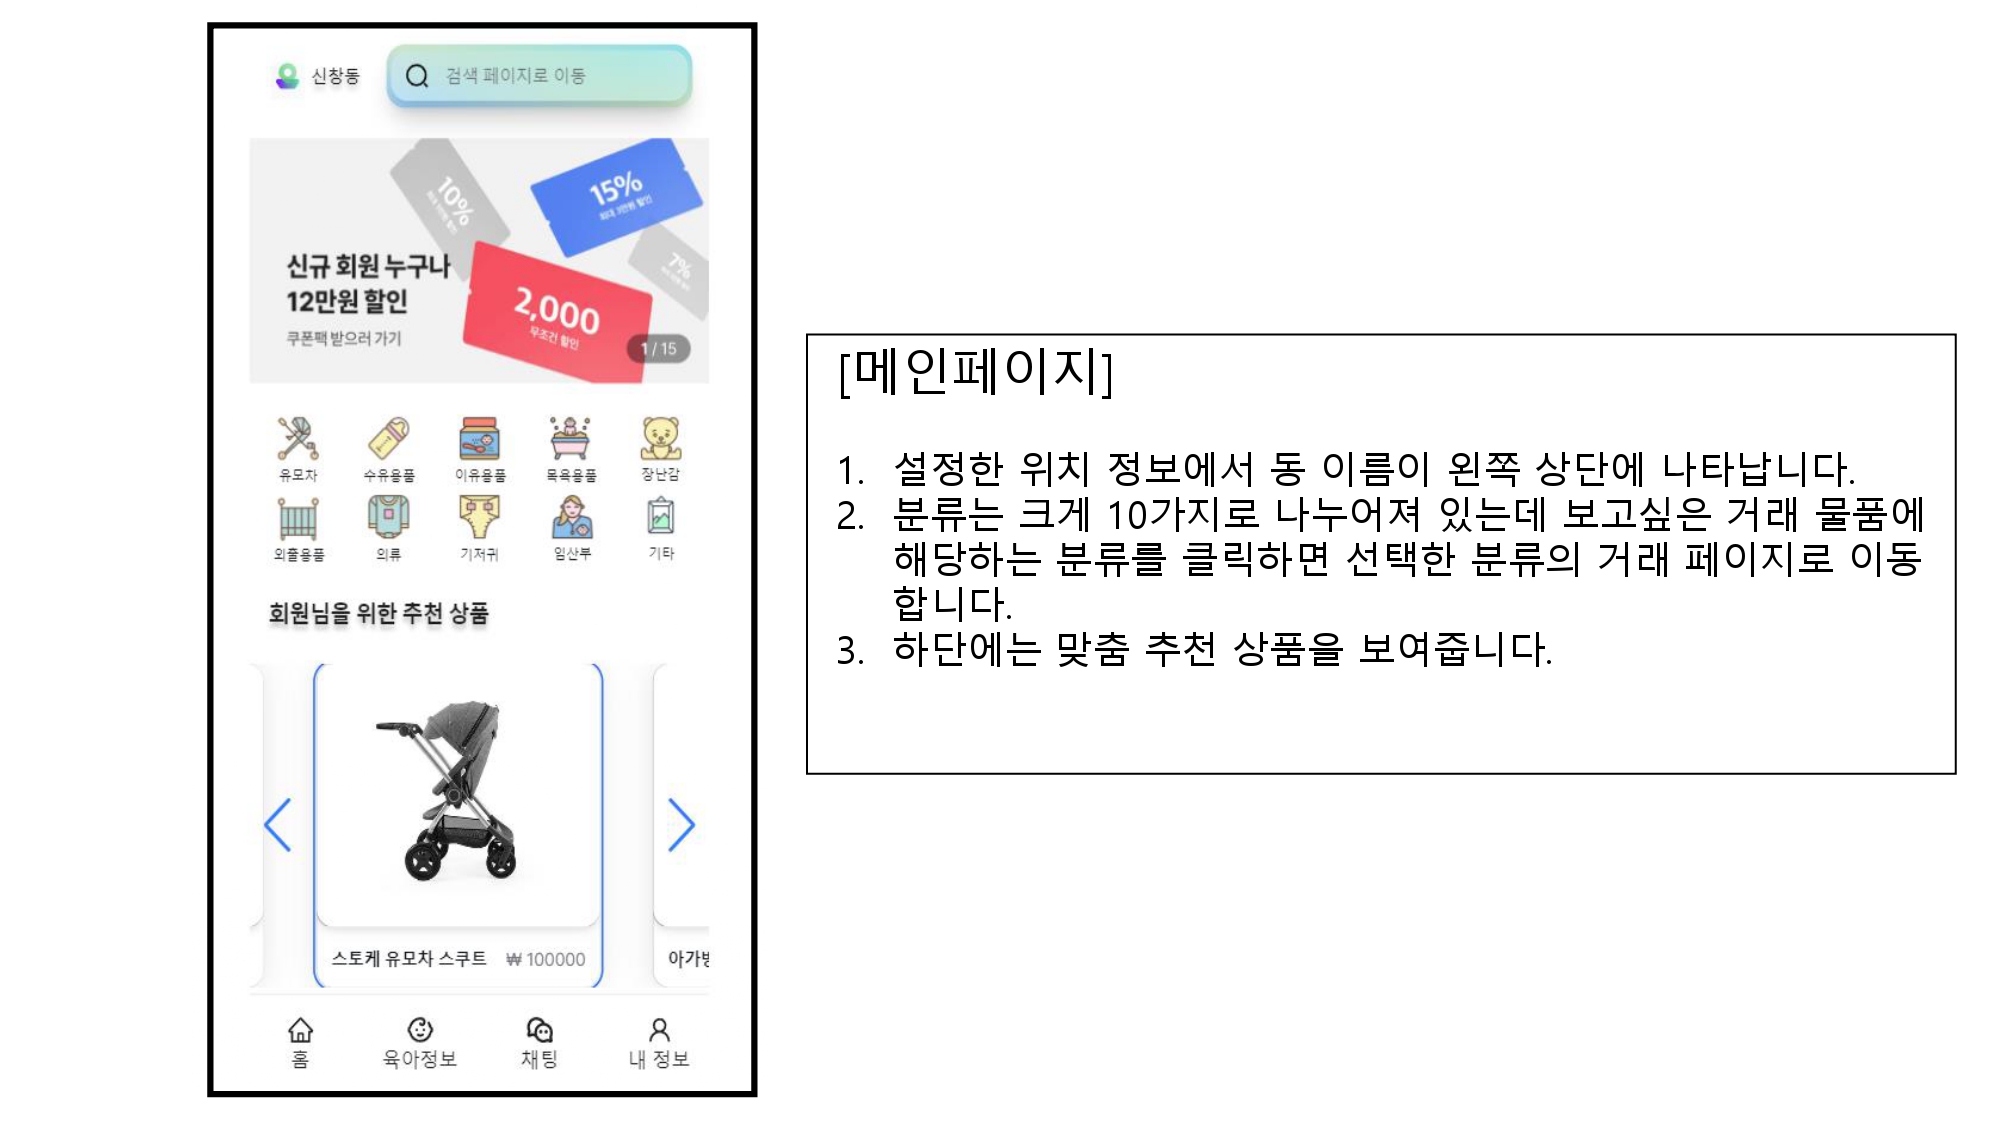 신창동
검색 페이지로 이동
10%
15%
7%
신규 회원 누구나
12만원 할인
쿠폰팩 받으러 가기
2,000
무조건 할인
1 / 15
유모차 수유용품 이유용품 목욕용품 장난감
외출용품 의류 기저귀 임산부 기타
회원님을 위한 추천 상품
스토케 유모차 스쿠트 ₩ 100000
홈 육아정보 채팅 내 정보
[메인페이지]
1. 설정한 위치 정보에서 동 이름이 왼쪽 상단에 나타납니다.
2. 분류는 크게 10가지로 나누어져 있는데 보고싶은 거래 물품에
해당하는 분류를 클릭하면 선택한 분류의 거래 페이지로 이동
합니다.
3. 하단에는 맞춤 추천 상품을 보여줍니다.